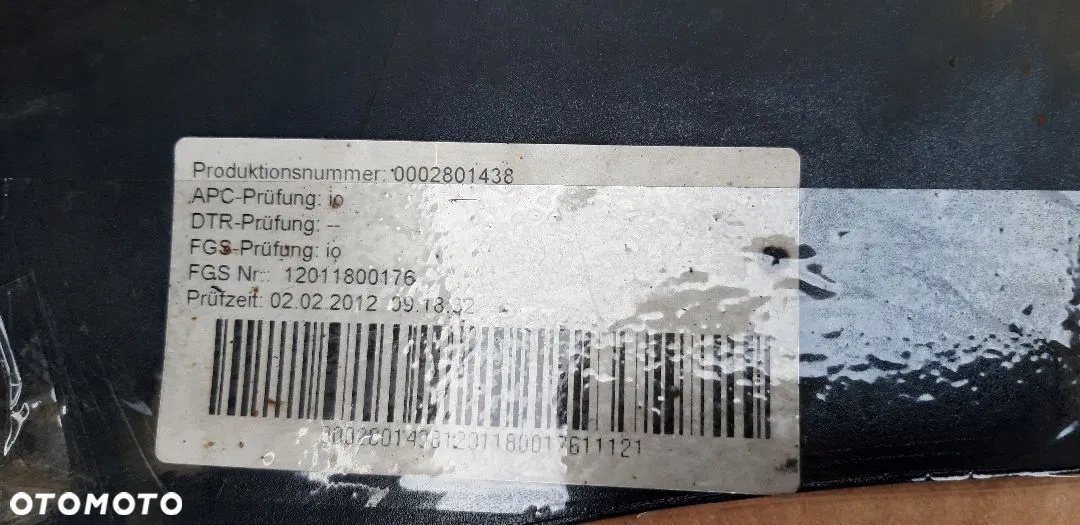 Produktionsnummer: 0002801438
APC-Prüfung: io
DTR-Prüfung: --
FGS-Prüfung: io
FGS Nr.: 12011800176
Prüfzeit: 02.02.2012 09:18:32
00028014381201180017611121
OTOMOTO